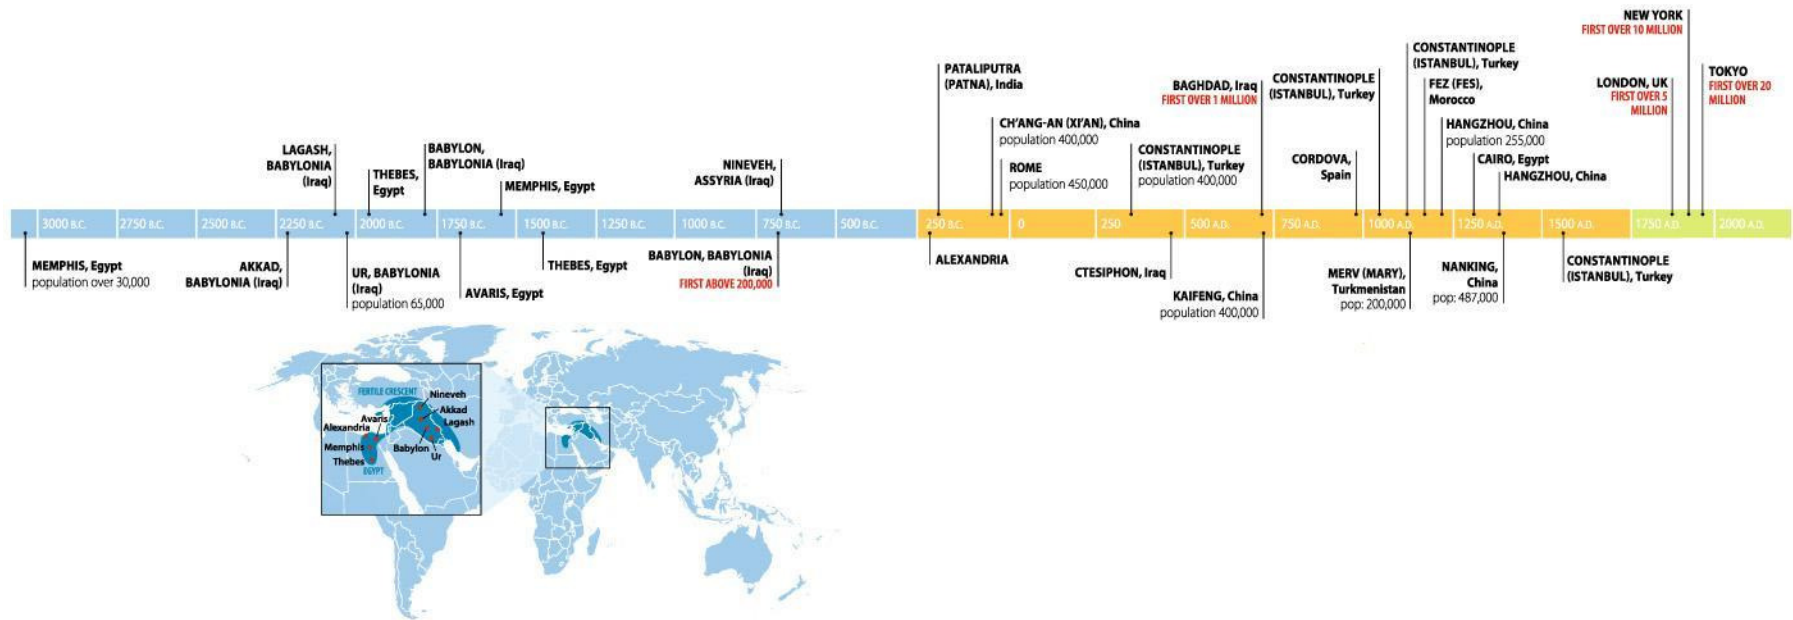 NEW YORK
FIRST OVER 10 MILLION
CONSTANTINOPLE
(ISTANBUL), Turkey
PATALIPUTRA
(PATNA), India
BAGHDAD, Iraq
FIRST OVER 1 MILLION
CONSTANTINOPLE
(ISTANBUL), Turkey
FEZ (FES),
Morocco
LONDON, UK
FIRST OVER 5
MILLION
TOKYO
FIRST OVER 20
MILLION
CH'ANG-AN (XI'AN), China
population 400,000
HANGZHOU, China
population 255,000
LAGASH,
BABYLONIA
(Iraq)
THEBES,
Egypt
BABYLON,
BABYLONIA (Iraq)
MEMPHIS, Egypt
NINEVEH,
ASSYRIA (Iraq)
ROME
population 450,000
CONSTANTINOPLE
(ISTANBUL), Turkey
population 400,000
CORDOVA,
Spain
CAIRO, Egypt
HANGZHOU, China
3000 B.C.
2750 B.C.
2500 B.C.
2250 B.C.
2000 B.C.
1750 B.C.
1500 B.C.
1250 B.C.
1000 B.C.
750 B.C.
500 B.C.
250 B.C.
0
250
500 A.D.
750 A.D.
1000 A.D.
1250 A.D.
1500 A.D.
1750 A.D.
2000 A.D.
MEMPHIS, Egypt
population over 30,000
AKKAD,
BABYLONIA (Iraq)
UR, BABYLONIA
(Iraq)
population 65,000
AVARIS, Egypt
THEBES, Egypt
BABYLON, BABYLONIA
(Iraq)
FIRST ABOVE 200,000
ALEXANDRIA
CTESIPHON, Iraq
KAIFENG, China
population 400,000
MERV (MARY),
Turkmenistan
pop: 200,000
NANKING,
China
pop: 487,000
CONSTANTINOPLE
(ISTANBUL), Turkey
FERTILE CRESCENT
Nineveh
Akkad
Lagash
Avaris
Alexandria
Memphis
Babylon
Ur
Thebes
EGYPT